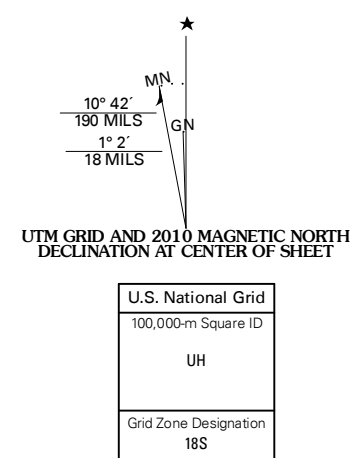 MN
10° 42´
190 MILS
GN
1° 2´
18 MILS
UTM GRID AND 2010 MAGNETIC NORTH
DECLINATION AT CENTER OF SHEET
U.S. National Grid
100,000-m Square ID
UH
Grid Zone Designation
18S